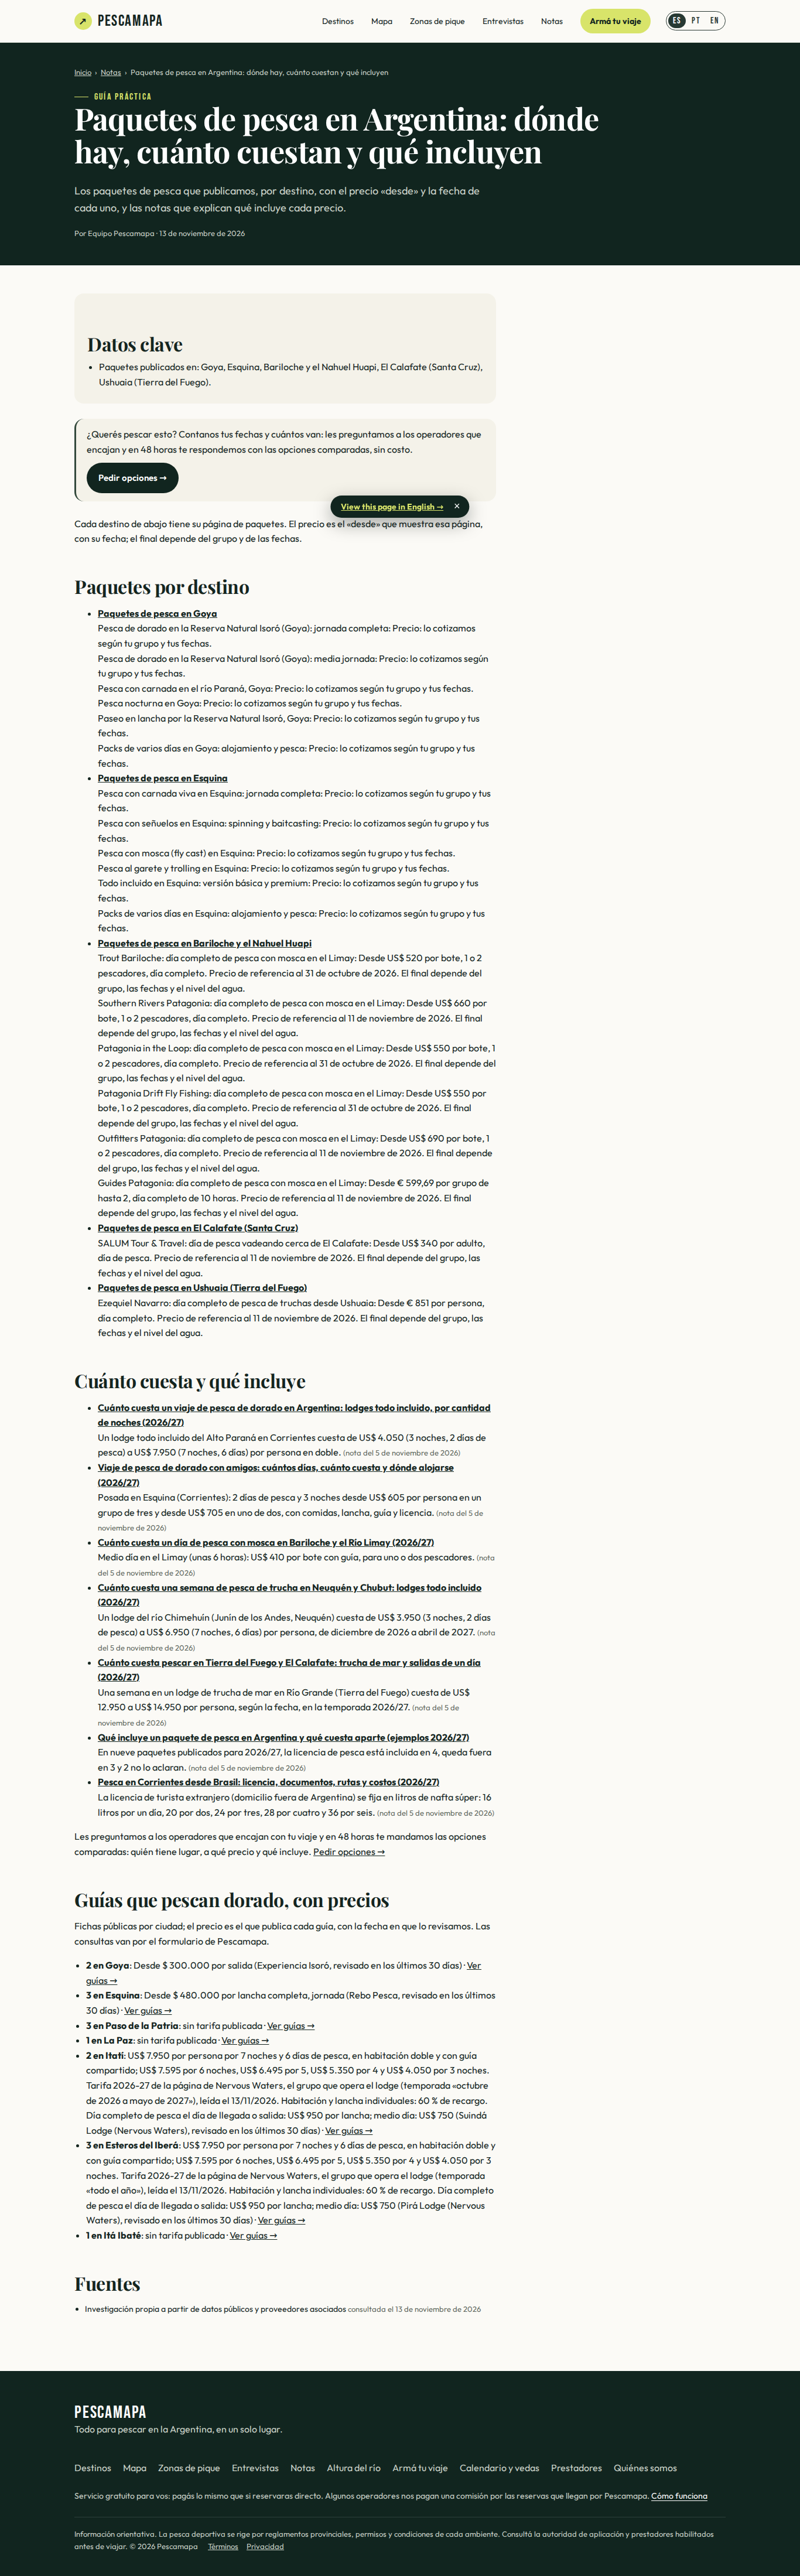 ↗ PESCAMAPA
Destinos Mapa Zonas de pique Entrevistas Notas Armá tu viaje ES PT EN
Inicio › Notas › Paquetes de pesca en Argentina: dónde hay, cuánto cuestan y qué incluyen
GUÍA PRÁCTICA
Paquetes de pesca en Argentina: dónde
hay, cuánto cuestan y qué incluyen
Los paquetes de pesca que publicamos, por destino, con el precio «desde» y la fecha de
cada uno, y las notas que explican qué incluye cada precio.
Por Equipo Pescamapa · 13 de noviembre de 2026
Datos clave
• Paquetes publicados en: Goya, Esquina, Bariloche y el Nahuel Huapi, El Calafate (Santa Cruz),
Ushuaia (Tierra del Fuego).
¿Querés pescar esto? Contanos tus fechas y cuántos van: les preguntamos a los operadores que
encajan y en 48 horas te respondemos con las opciones comparadas, sin costo.
Pedir opciones →
View this page in English → ×
Cada destino de abajo tiene su página de paquetes. El precio es el «desde» que muestra esa página,
con su fecha; el final depende del grupo y de las fechas.
Paquetes por destino
• Paquetes de pesca en Goya
Pesca de dorado en la Reserva Natural Isoró (Goya): jornada completa: Precio: lo cotizamos
según tu grupo y tus fechas.
Pesca de dorado en la Reserva Natural Isoró (Goya): media jornada: Precio: lo cotizamos según
tu grupo y tus fechas.
Pesca con carnada en el río Paraná, Goya: Precio: lo cotizamos según tu grupo y tus fechas.
Pesca nocturna en Goya: Precio: lo cotizamos según tu grupo y tus fechas.
Paseo en lancha por la Reserva Natural Isoró, Goya: Precio: lo cotizamos según tu grupo y tus
fechas.
Packs de varios días en Goya: alojamiento y pesca: Precio: lo cotizamos según tu grupo y tus
fechas.
• Paquetes de pesca en Esquina
Pesca con carnada viva en Esquina: jornada completa: Precio: lo cotizamos según tu grupo y tus
fechas.
Pesca con señuelos en Esquina: spinning y baitcasting: Precio: lo cotizamos según tu grupo y tus
fechas.
Pesca con mosca (fly cast) en Esquina: Precio: lo cotizamos según tu grupo y tus fechas.
Pesca al garete y trolling en Esquina: Precio: lo cotizamos según tu grupo y tus fechas.
Todo incluido en Esquina: versión básica y premium: Precio: lo cotizamos según tu grupo y tus
fechas.
Packs de varios días en Esquina: alojamiento y pesca: Precio: lo cotizamos según tu grupo y tus
fechas.
• Paquetes de pesca en Bariloche y el Nahuel Huapi
Trout Bariloche: día completo de pesca con mosca en el Limay: Desde US$ 520 por bote, 1 o 2
pescadores, día completo. Precio de referencia al 31 de octubre de 2026. El final depende del
grupo, las fechas y el nivel del agua.
Southern Rivers Patagonia: día completo de pesca con mosca en el Limay: Desde US$ 660 por
bote, 1 o 2 pescadores, día completo. Precio de referencia al 11 de noviembre de 2026. El final
depende del grupo, las fechas y el nivel del agua.
Patagonia in the Loop: día completo de pesca con mosca en el Limay: Desde US$ 550 por bote, 1
o 2 pescadores, día completo. Precio de referencia al 31 de octubre de 2026. El final depende del
grupo, las fechas y el nivel del agua.
Patagonia Drift Fly Fishing: día completo de pesca con mosca en el Limay: Desde US$ 550 por
bote, 1 o 2 pescadores, día completo. Precio de referencia al 31 de octubre de 2026. El final
depende del grupo, las fechas y el nivel del agua.
Outfitters Patagonia: día completo de pesca con mosca en el Limay: Desde US$ 690 por bote, 1
o 2 pescadores, día completo. Precio de referencia al 11 de noviembre de 2026. El final depende
del grupo, las fechas y el nivel del agua.
Guides Patagonia: día completo de pesca con mosca en el Limay: Desde € 599,69 por grupo de
hasta 2, día completo de 10 horas. Precio de referencia al 11 de noviembre de 2026. El final
depende del grupo, las fechas y el nivel del agua.
• Paquetes de pesca en El Calafate (Santa Cruz)
SALUM Tour & Travel: día de pesca vadeando cerca de El Calafate: Desde US$ 340 por adulto,
día de pesca. Precio de referencia al 11 de noviembre de 2026. El final depende del grupo, las
fechas y el nivel del agua.
• Paquetes de pesca en Ushuaia (Tierra del Fuego)
Ezequiel Navarro: día completo de pesca de truchas desde Ushuaia: Desde € 851 por persona,
día completo. Precio de referencia al 11 de noviembre de 2026. El final depende del grupo, las
fechas y el nivel del agua.
Cuánto cuesta y qué incluye
• Cuánto cuesta un viaje de pesca de dorado en Argentina: lodges todo incluido, por cantidad
de noches (2026/27)
Un lodge todo incluido del Alto Paraná en Corrientes cuesta de US$ 4.050 (3 noches, 2 días de
pesca) a US$ 7.950 (7 noches, 6 días) por persona en doble. (nota del 5 de noviembre de 2026)
• Viaje de pesca de dorado con amigos: cuántos días, cuánto cuesta y dónde alojarse
(2026/27)
Posada en Esquina (Corrientes): 2 días de pesca y 3 noches desde US$ 605 por persona en un
grupo de tres y desde US$ 705 en uno de dos, con comidas, lancha, guía y licencia. (nota del 5 de
noviembre de 2026)
• Cuánto cuesta un día de pesca con mosca en Bariloche y el Río Limay (2026/27)
Medio día en el Limay (unas 6 horas): US$ 410 por bote con guía, para uno o dos pescadores. (nota
del 5 de noviembre de 2026)
• Cuánto cuesta una semana de pesca de trucha en Neuquén y Chubut: lodges todo incluido
(2026/27)
Un lodge del río Chimehuin (Junín de los Andes, Neuquén) cuesta de US$ 3.950 (3 noches, 2 días
de pesca) a US$ 6.950 (7 noches, 6 días) por persona, de diciembre de 2026 a abril de 2027. (nota
del 5 de noviembre de 2026)
• Cuánto cuesta pescar en Tierra del Fuego y El Calafate: trucha de mar y salidas de un día
(2026/27)
Una semana en un lodge de trucha de mar en Río Grande (Tierra del Fuego) cuesta de US$
12.950 a US$ 14.950 por persona, según la fecha, en la temporada 2026/27. (nota del 5 de
noviembre de 2026)
• Qué incluye un paquete de pesca en Argentina y qué cuesta aparte (ejemplos 2026/27)
En nueve paquetes publicados para 2026/27, la licencia de pesca está incluida en 4, queda fuera
en 3 y 2 no lo aclaran. (nota del 5 de noviembre de 2026)
• Pesca en Corrientes desde Brasil: licencia, documentos, rutas y costos (2026/27)
La licencia de turista extranjero (domicilio fuera de Argentina) se fija en litros de nafta súper: 16
litros por un día, 20 por dos, 24 por tres, 28 por cuatro y 36 por seis. (nota del 5 de noviembre de 2026)
Les preguntamos a los operadores que encajan con tu viaje y en 48 horas te mandamos las opciones
comparadas: quién tiene lugar, a qué precio y qué incluye. Pedir opciones →
Guías que pescan dorado, con precios
Fichas públicas por ciudad; el precio es el que publica cada guía, con la fecha en que lo revisamos. Las
consultas van por el formulario de Pescamapa.
• 2 en Goya: Desde $ 300.000 por salida (Experiencia Isoró, revisado en los últimos 30 días) · Ver
guías →
• 3 en Esquina: Desde $ 480.000 por lancha completa, jornada (Rebo Pesca, revisado en los últimos
30 días) · Ver guías →
• 3 en Paso de la Patria: sin tarifa publicada · Ver guías →
• 1 en La Paz: sin tarifa publicada · Ver guías →
• 2 en Itatí: US$ 7.950 por persona por 7 noches y 6 días de pesca, en habitación doble y con guía
compartido; US$ 7.595 por 6 noches, US$ 6.495 por 5, US$ 5.350 por 4 y US$ 4.050 por 3 noches.
Tarifa 2026-27 de la página de Nervous Waters, el grupo que opera el lodge (temporada «octubre
de 2026 a mayo de 2027»), leída el 13/11/2026. Habitación y lancha individuales: 60 % de recargo.
Día completo de pesca el día de llegada o salida: US$ 950 por lancha; medio día: US$ 750 (Suindá
Lodge (Nervous Waters), revisado en los últimos 30 días) · Ver guías →
• 3 en Esteros del Iberá: US$ 7.950 por persona por 7 noches y 6 días de pesca, en habitación doble y
con guía compartido; US$ 7.595 por 6 noches, US$ 6.495 por 5, US$ 5.350 por 4 y US$ 4.050 por 3
noches. Tarifa 2026-27 de la página de Nervous Waters, el grupo que opera el lodge (temporada
«todo el año»), leída el 13/11/2026. Habitación y lancha individuales: 60 % de recargo. Día completo
de pesca el día de llegada o salida: US$ 950 por lancha; medio día: US$ 750 (Pirá Lodge (Nervous
Waters), revisado en los últimos 30 días) · Ver guías →
• 1 en Itá Ibaté: sin tarifa publicada · Ver guías →
Fuentes
• Investigación propia a partir de datos públicos y proveedores asociados consultada el 13 de noviembre de 2026
PESCAMAPA
Todo para pescar en la Argentina, en un solo lugar.
Destinos Mapa Zonas de pique Entrevistas Notas Altura del río Armá tu viaje Calendario y vedas Prestadores Quiénes somos
Servicio gratuito para vos: pagás lo mismo que si reservaras directo. Algunos operadores nos pagan una comisión por las reservas que llegan por Pescamapa. Cómo funciona
Información orientativa. La pesca deportiva se rige por reglamentos provinciales, permisos y condiciones de cada ambiente. Consultá la autoridad de aplicación y prestadores habilitados
antes de viajar. © 2026 Pescamapa Términos Privacidad